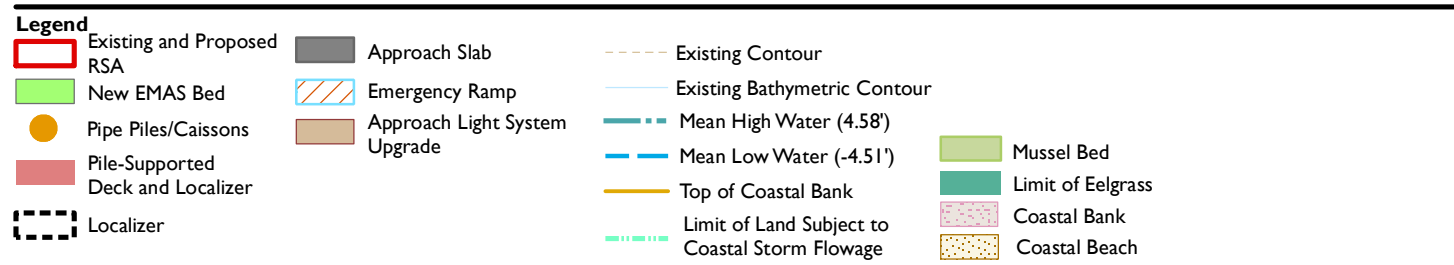 Legend
Existing and Proposed
RSA
New EMAS Bed
Pipe Piles/Caissons
Pile-Supported
Deck and Localizer
Localizer
Approach Slab
Emergency Ramp
Approach Light System
Upgrade
Existing Contour
Existing Bathymetric Contour
Mean High Water (4.58')
Mean Low Water (-4.51')
Top of Coastal Bank
Limit of Land Subject to
Coastal Storm Flowage
Mussel Bed
Limit of Eelgrass
Coastal Bank
Coastal Beach